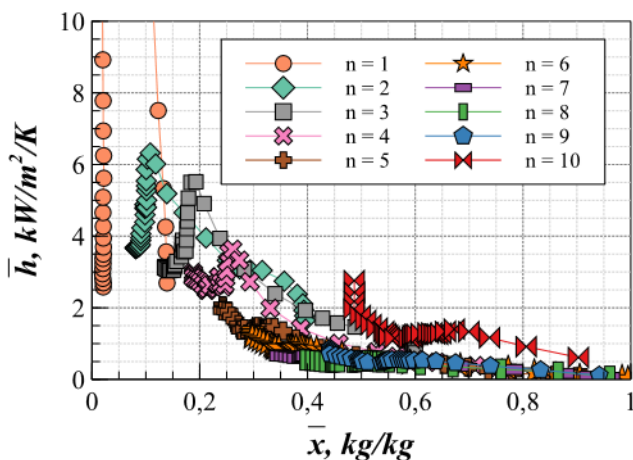 10
8
6
4
2
0
h̅, kW/m²/K
n = 1
n = 2
n = 3
n = 4
n = 5
n = 6
n = 7
n = 8
n = 9
n = 10
0
0,2
0,4
0,6
0,8
1
x̅, kg/kg